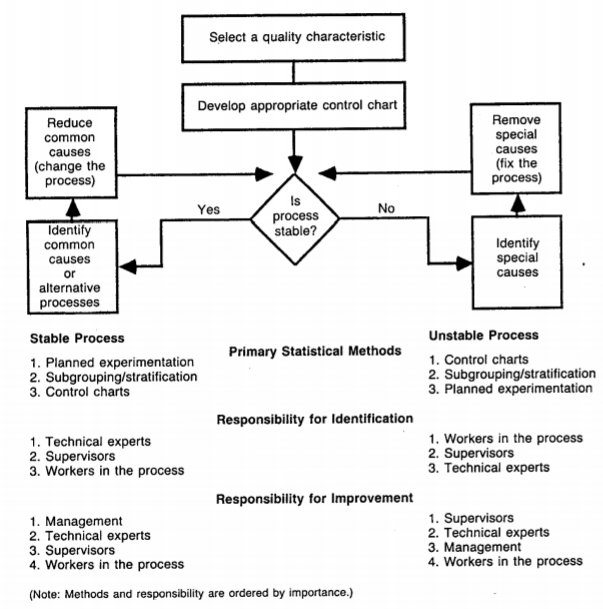 Select a quality characteristic
Develop appropriate control chart
Reduce
common
causes
(change the
process)
Remove
special
causes
(fix the
process)
Is
process
stable?
Yes
No
Identify
common
causes
or
alternative
processes
Identify
special
causes
Stable Process
Primary Statistical Methods
Unstable Process
1. Planned experimentation
2. Subgrouping/stratification
3. Control charts
1. Control charts
2. Subgrouping/stratification
3. Planned experimentation
Responsibility for Identification
1. Technical experts
2. Supervisors
3. Workers in the process
1. Workers in the process
2. Supervisors
3. Technical experts
Responsibility for Improvement
1. Management
2. Technical experts
3. Supervisors
4. Workers in the process
1. Supervisors
2. Technical experts
3. Management
4. Workers in the process
(Note: Methods and responsibility are ordered by importance.)